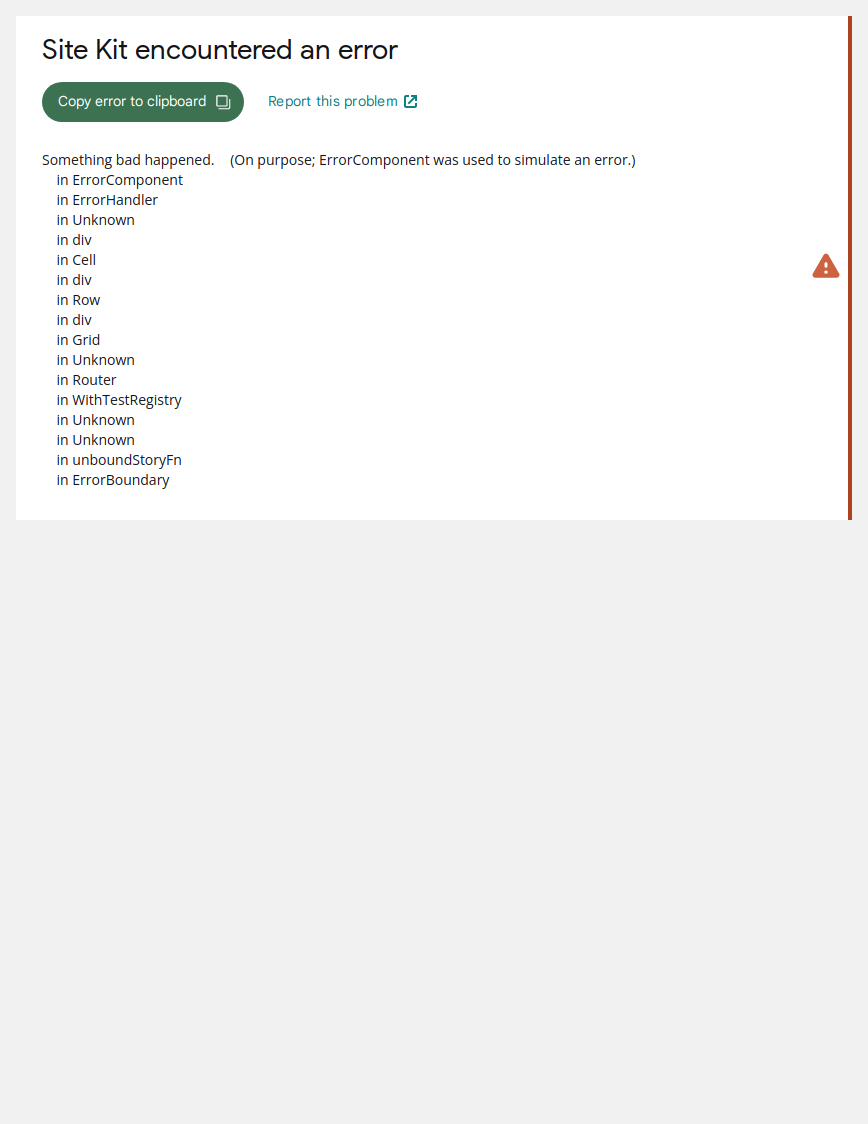 Site Kit encountered an error
Copy error to clipboard
Report this problem
Something bad happened. (On purpose; ErrorComponent was used to simulate an error.)
in ErrorComponent
in ErrorHandler
in Unknown
in div
in Cell
in div
in Row
in div
in Grid
in Unknown
in Router
in WithTestRegistry
in Unknown
in Unknown
in unboundStoryFn
in ErrorBoundary